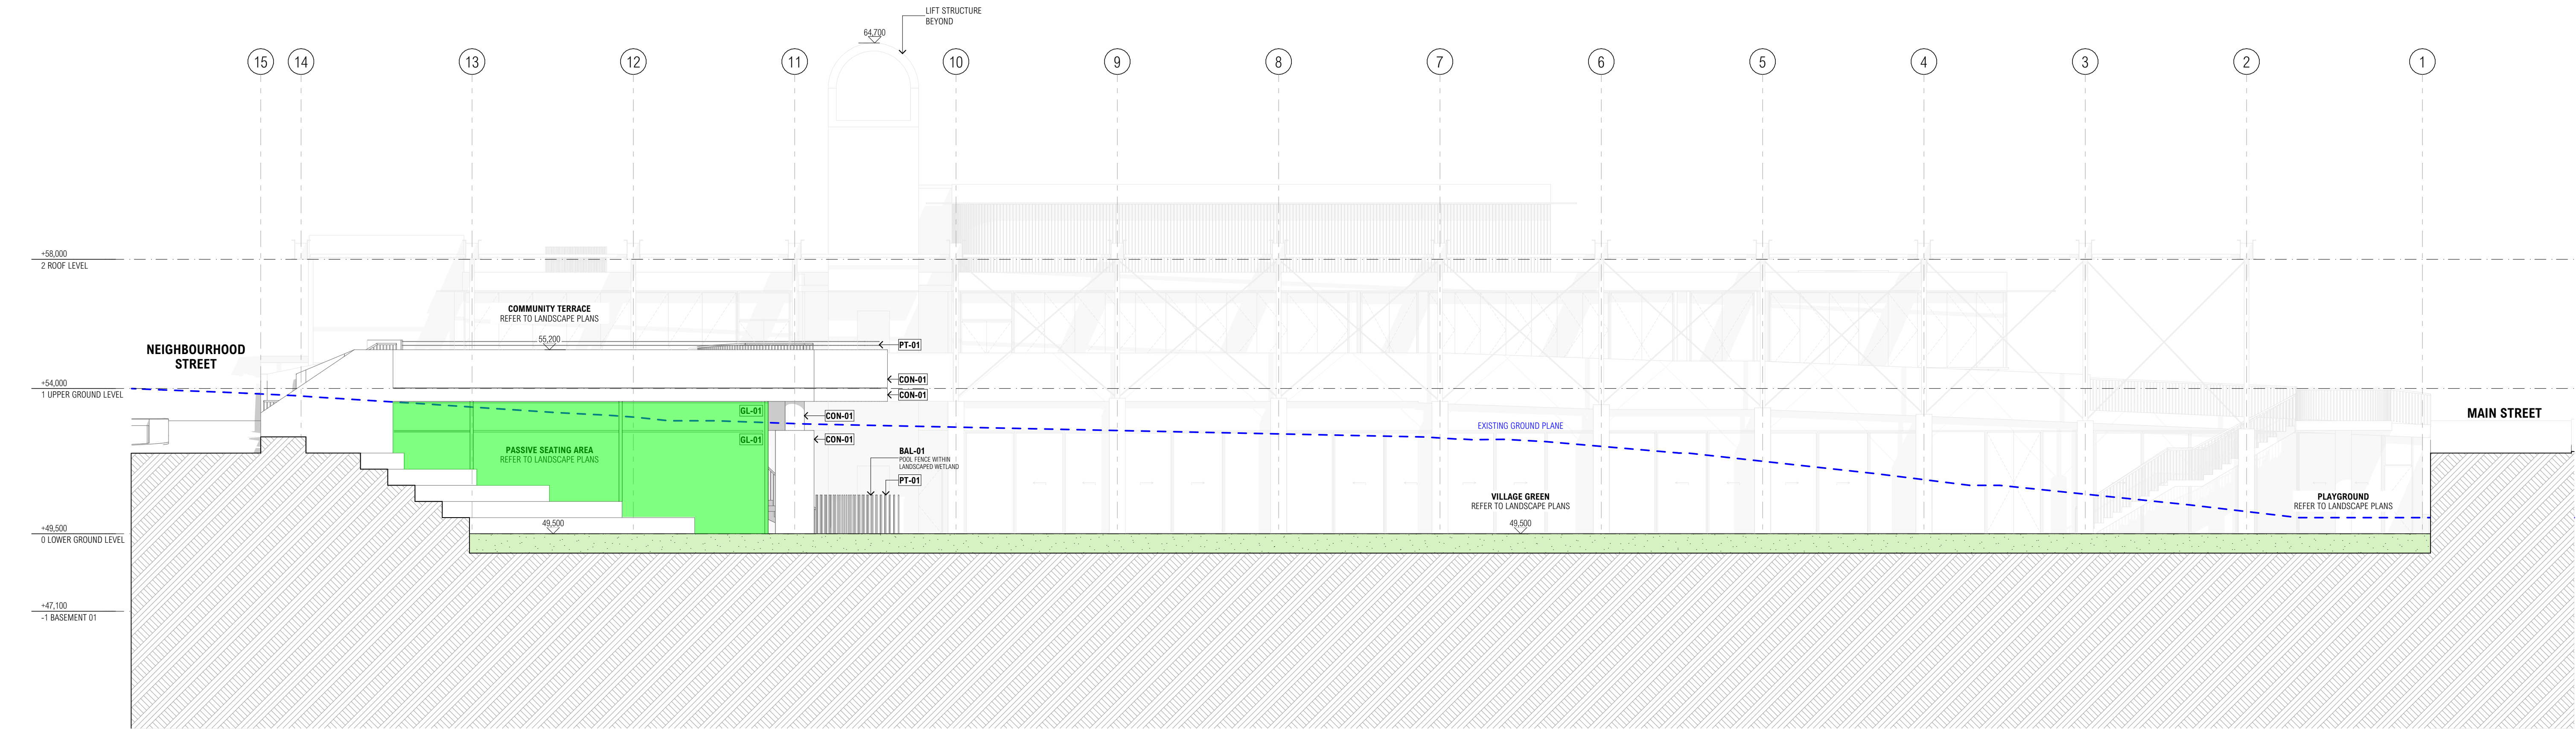 LIFT STRUCTURE
BEYOND
64,700
15 14 13 12 11 10 9 8 7 6 5 4 3 2 1
+58,000
2 ROOF LEVEL
COMMUNITY TERRACE
REFER TO LANDSCAPE PLANS
55,200
PT-01
NEIGHBOURHOOD
STREET
CON-01
+54,000
1 UPPER GROUND LEVEL
CON-01
GL-01
CON-01
MAIN STREET
EXISTING GROUND PLANE
GL-01
CON-01
PASSIVE SEATING AREA
REFER TO LANDSCAPE PLANS
BAL-01
POOL FENCE WITHIN
LANDSCAPED WETLAND
PT-01
VILLAGE GREEN
REFER TO LANDSCAPE PLANS
PLAYGROUND
REFER TO LANDSCAPE PLANS
+49,500
0 LOWER GROUND LEVEL
49,500
49,500
+47,100
-1 BASEMENT 01